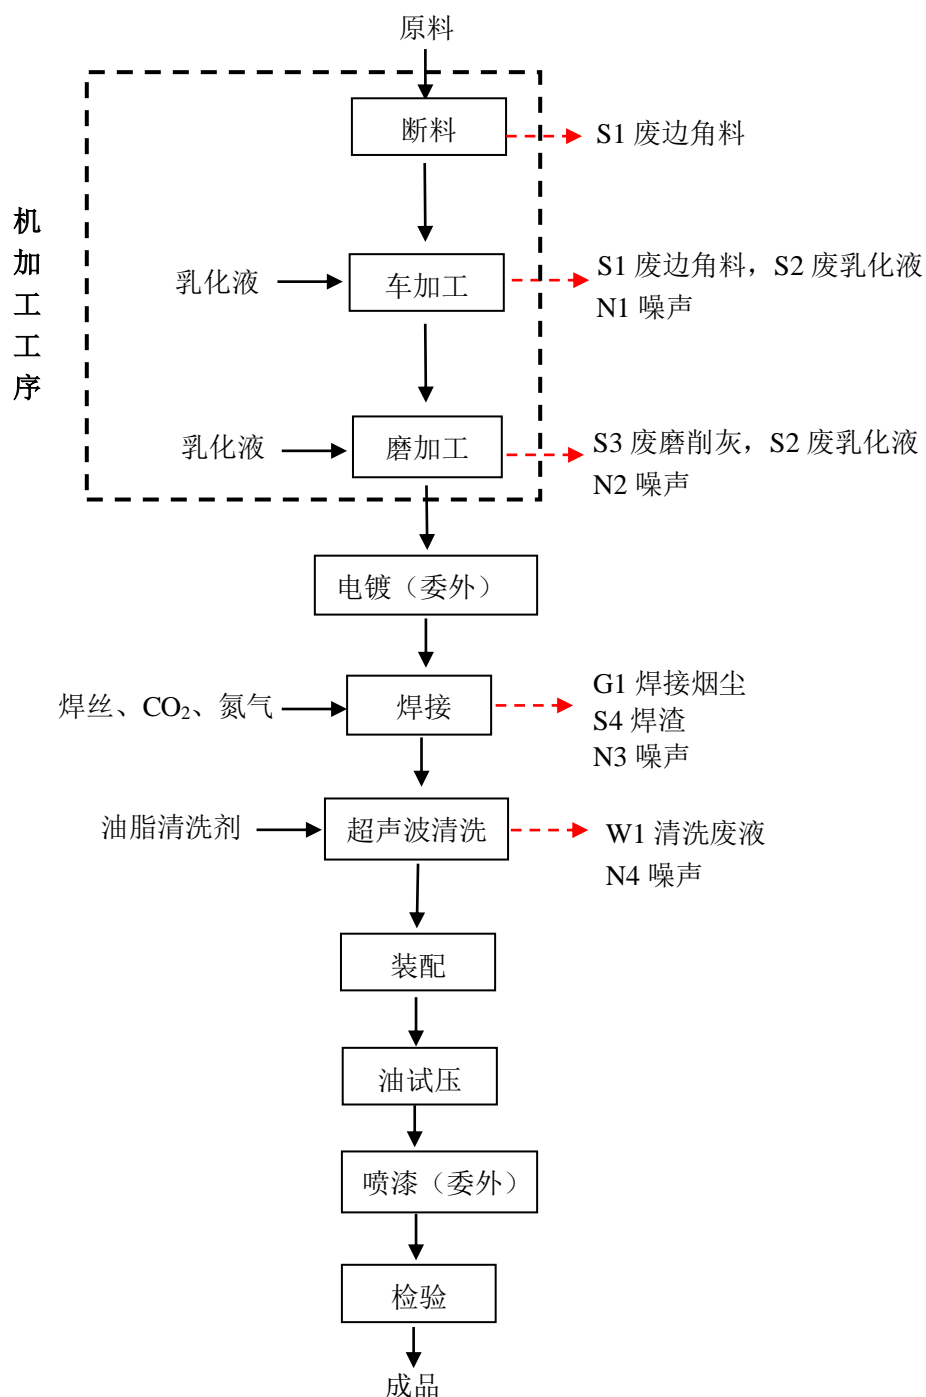 原料
断料
S1 废边角料
机加工工序
乳化液
车加工
S1 废边角料，S2 废乳化液
N1 噪声
乳化液
磨加工
S3 废磨削灰，S2 废乳化液
N2 噪声
电镀（委外）
焊丝、CO₂、氮气
焊接
G1 焊接烟尘
S4 焊渣
N3 噪声
油脂清洗剂
超声波清洗
W1 清洗废液
N4 噪声
装配
油试压
喷漆（委外）
检验
成品